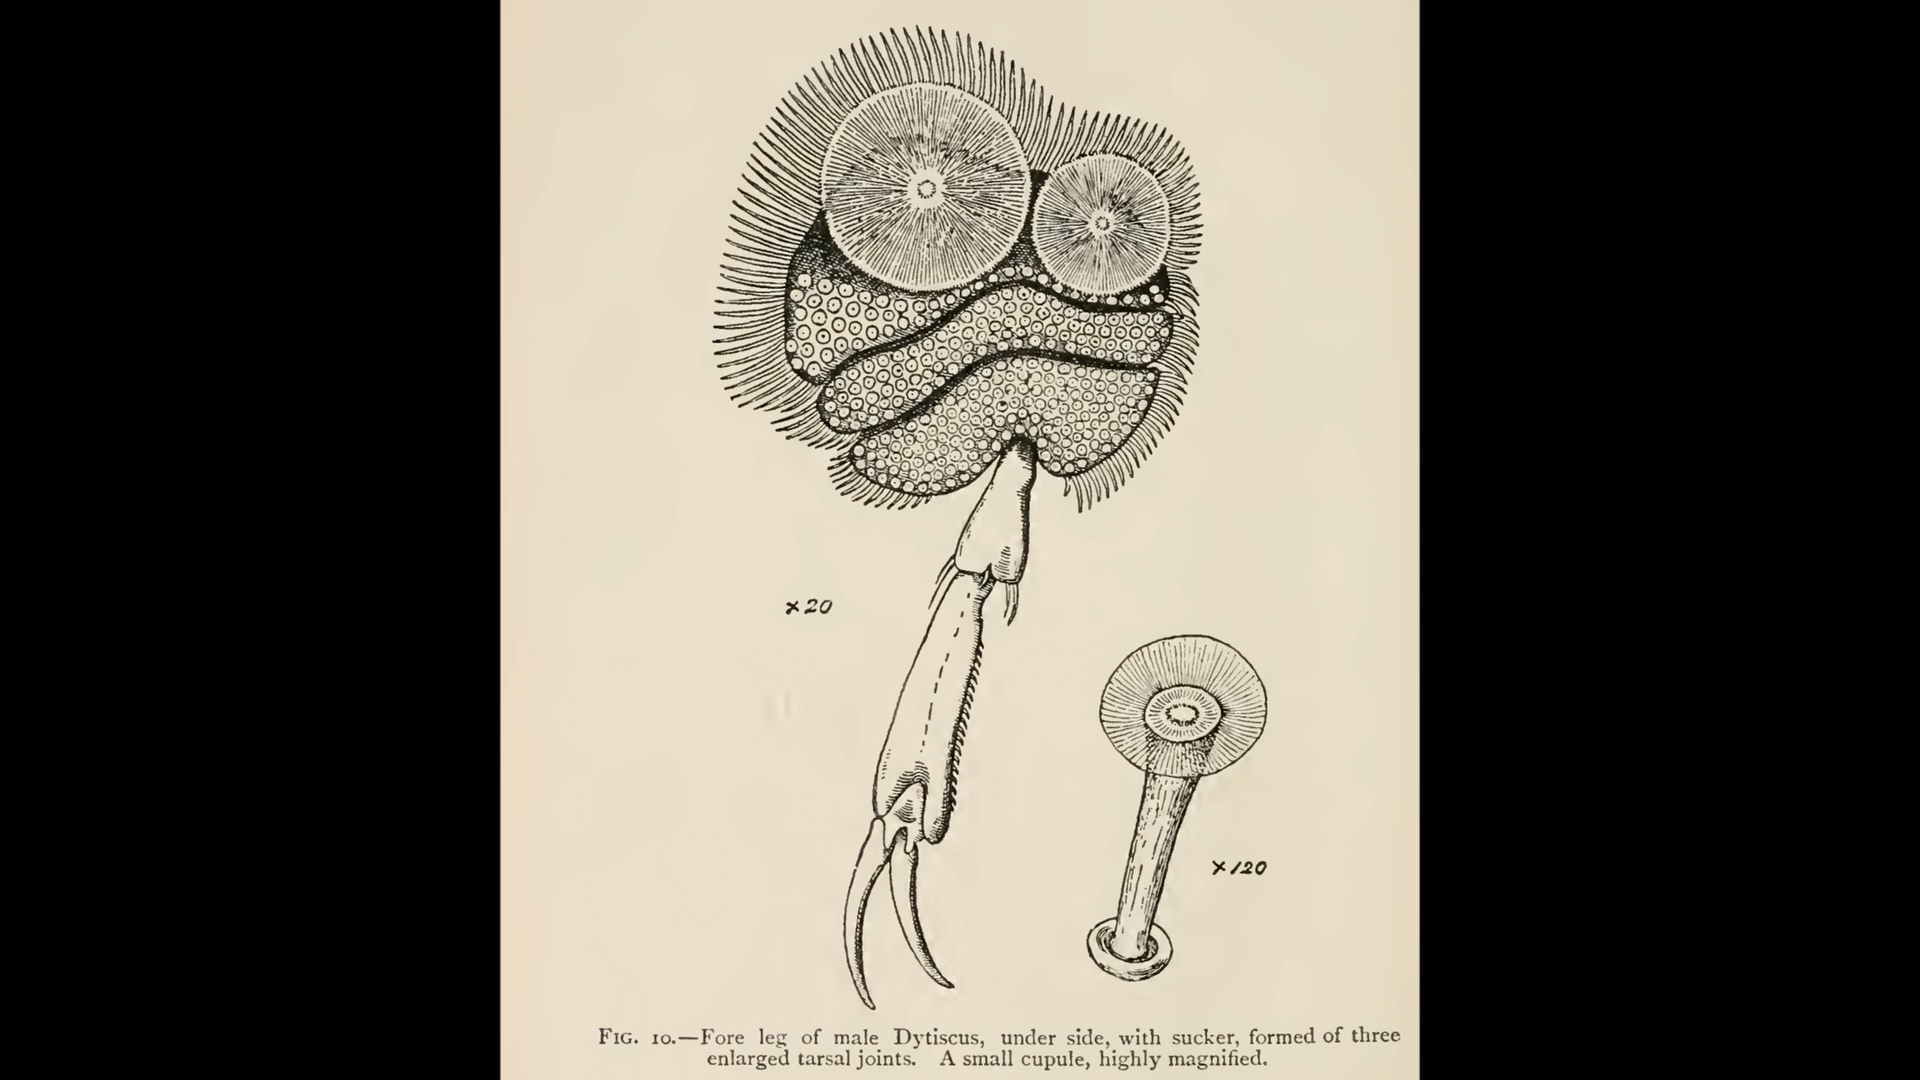 ×20
×120
FIG. 10.—Fore leg of male Dytiscus, under side, with sucker, formed of three
enlarged tarsal joints. A small cupule, highly magnified.